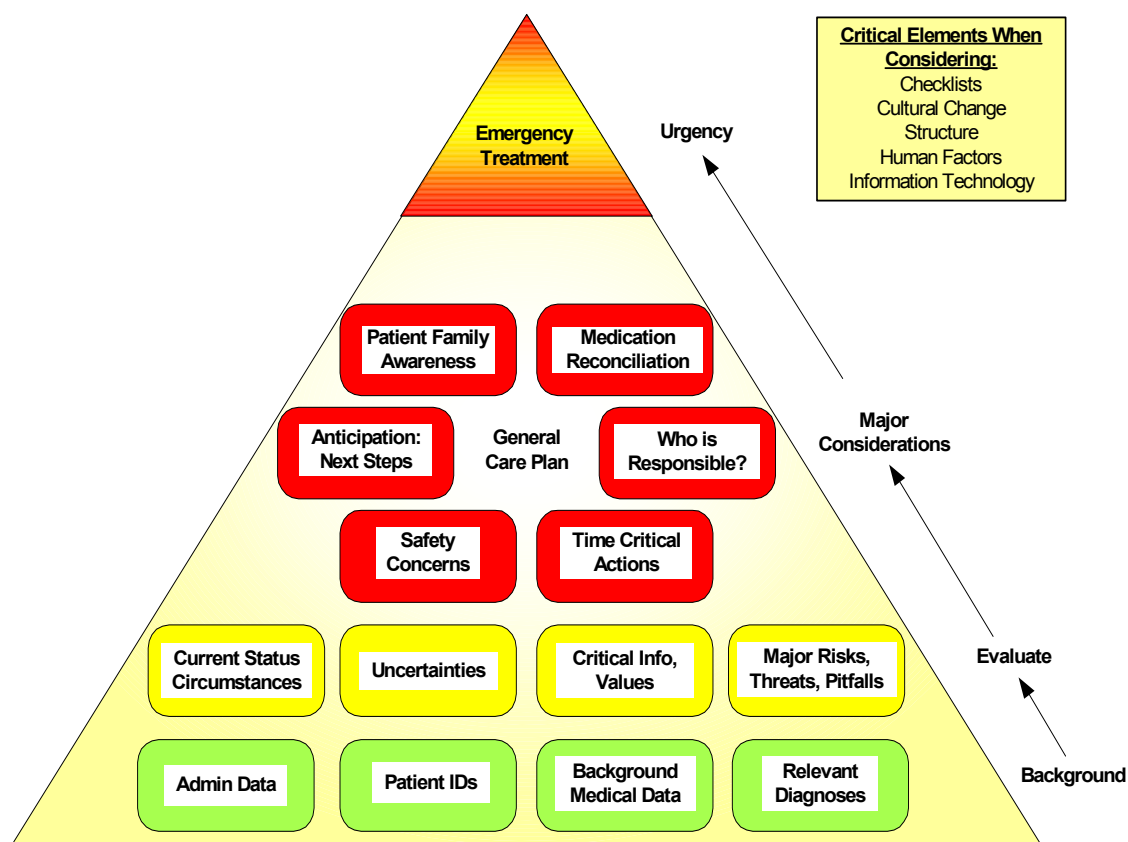 Critical Elements When
Considering:
Checklists
Cultural Change
Structure
Human Factors
Information Technology
Emergency
Treatment
Urgency
Patient Family
Awareness
Medication
Reconciliation
Anticipation:
Next Steps
General
Care Plan
Who is
Responsible?
Major
Considerations
Safety
Concerns
Time Critical
Actions
Current Status
Circumstances
Uncertainties
Critical Info,
Values
Major Risks,
Threats, Pitfalls
Evaluate
Admin Data
Patient IDs
Background
Medical Data
Relevant
Diagnoses
Background